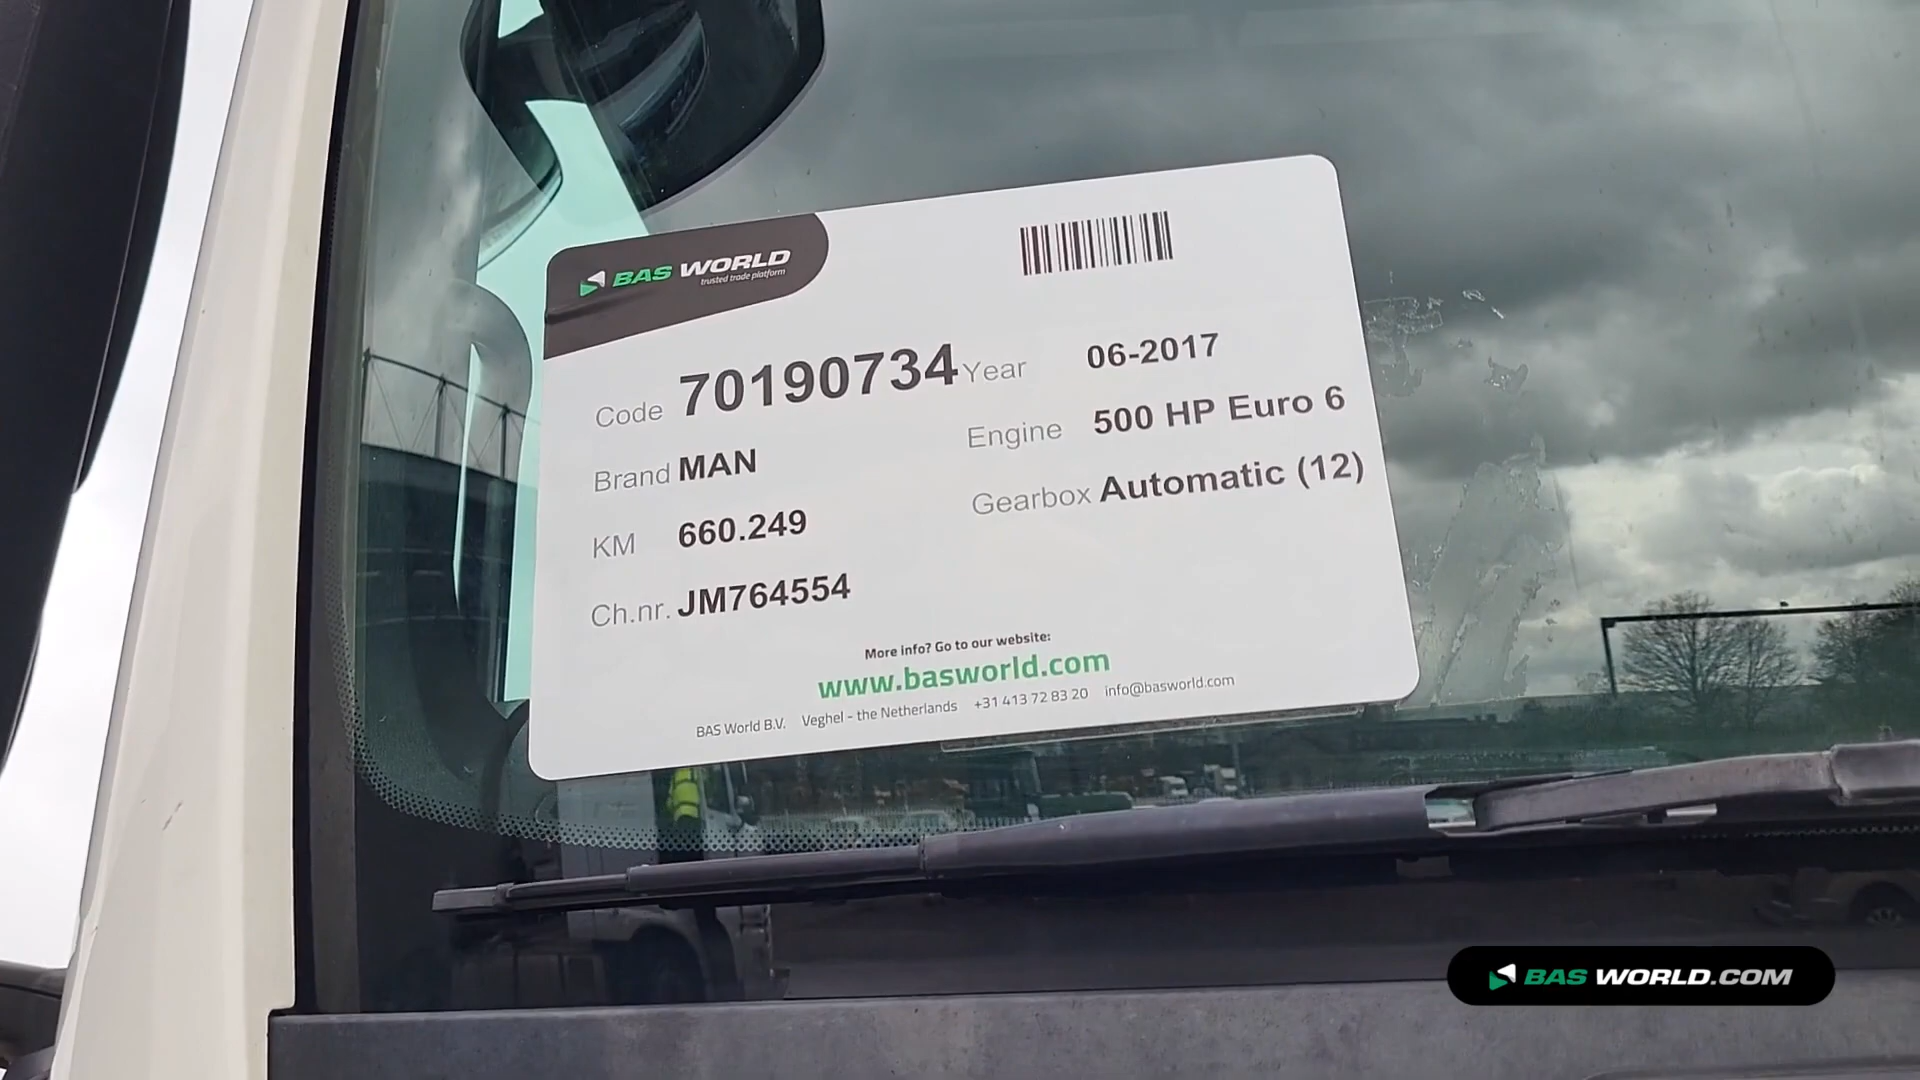 BAS WORLD
trusted trade platform
Code 70190734
Year 06-2017
Brand MAN
Engine 500 HP Euro 6
KM 660.249
Gearbox Automatic (12)
Ch.nr. JM764554
More info? Go to our website:
www.basworld.com
BAS World B.V. Veghel - the Netherlands +31 413 72 83 20 info@basworld.com
BAS WORLD.COM